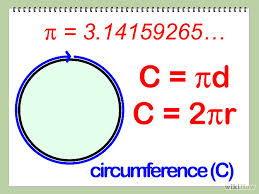 π = 3.14159265...
C = πd
C = 2πr
circumference (C)
wikiHow